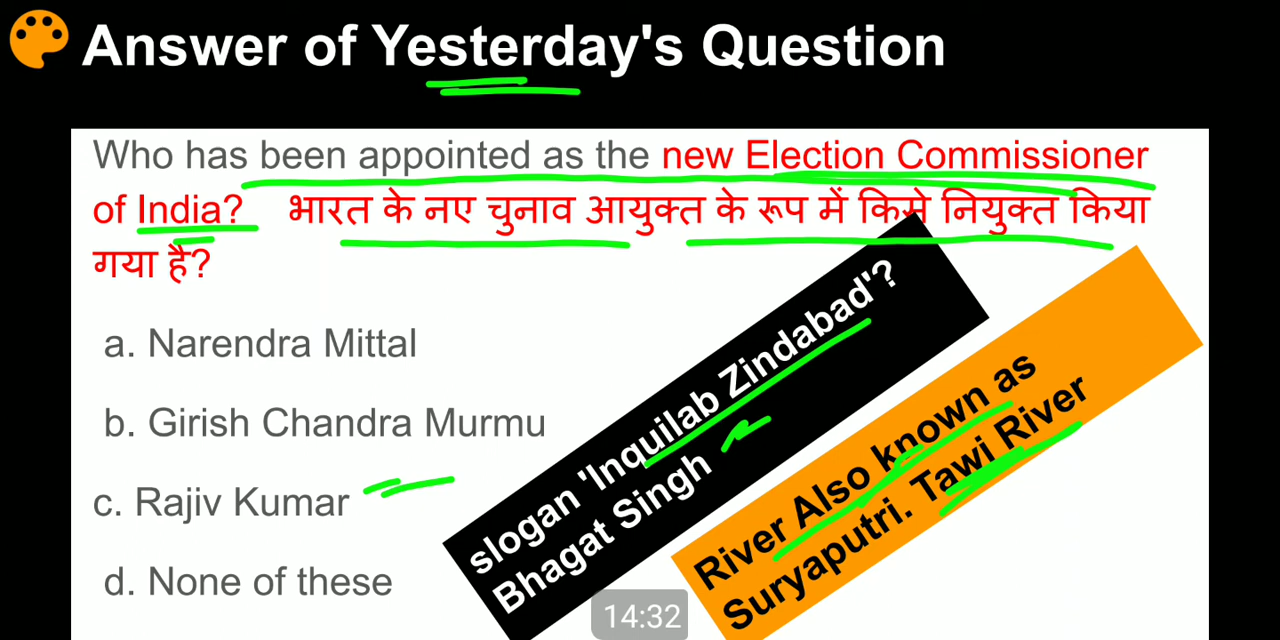 Answer of Yesterday's Question
Who has been appointed as the new Election Commissioner
of India? भारत के नए चुनाव आयुक्त के रूप में किसे नियुक्त किया
गया है?
a. Narendra Mittal
b. Girish Chandra Murmu
c. Rajiv Kumar
d. None of these
slogan 'Inquilab Zindabad'?
Bhagat Singh
River Also known as
Suryaputri. Tawi River
14:32